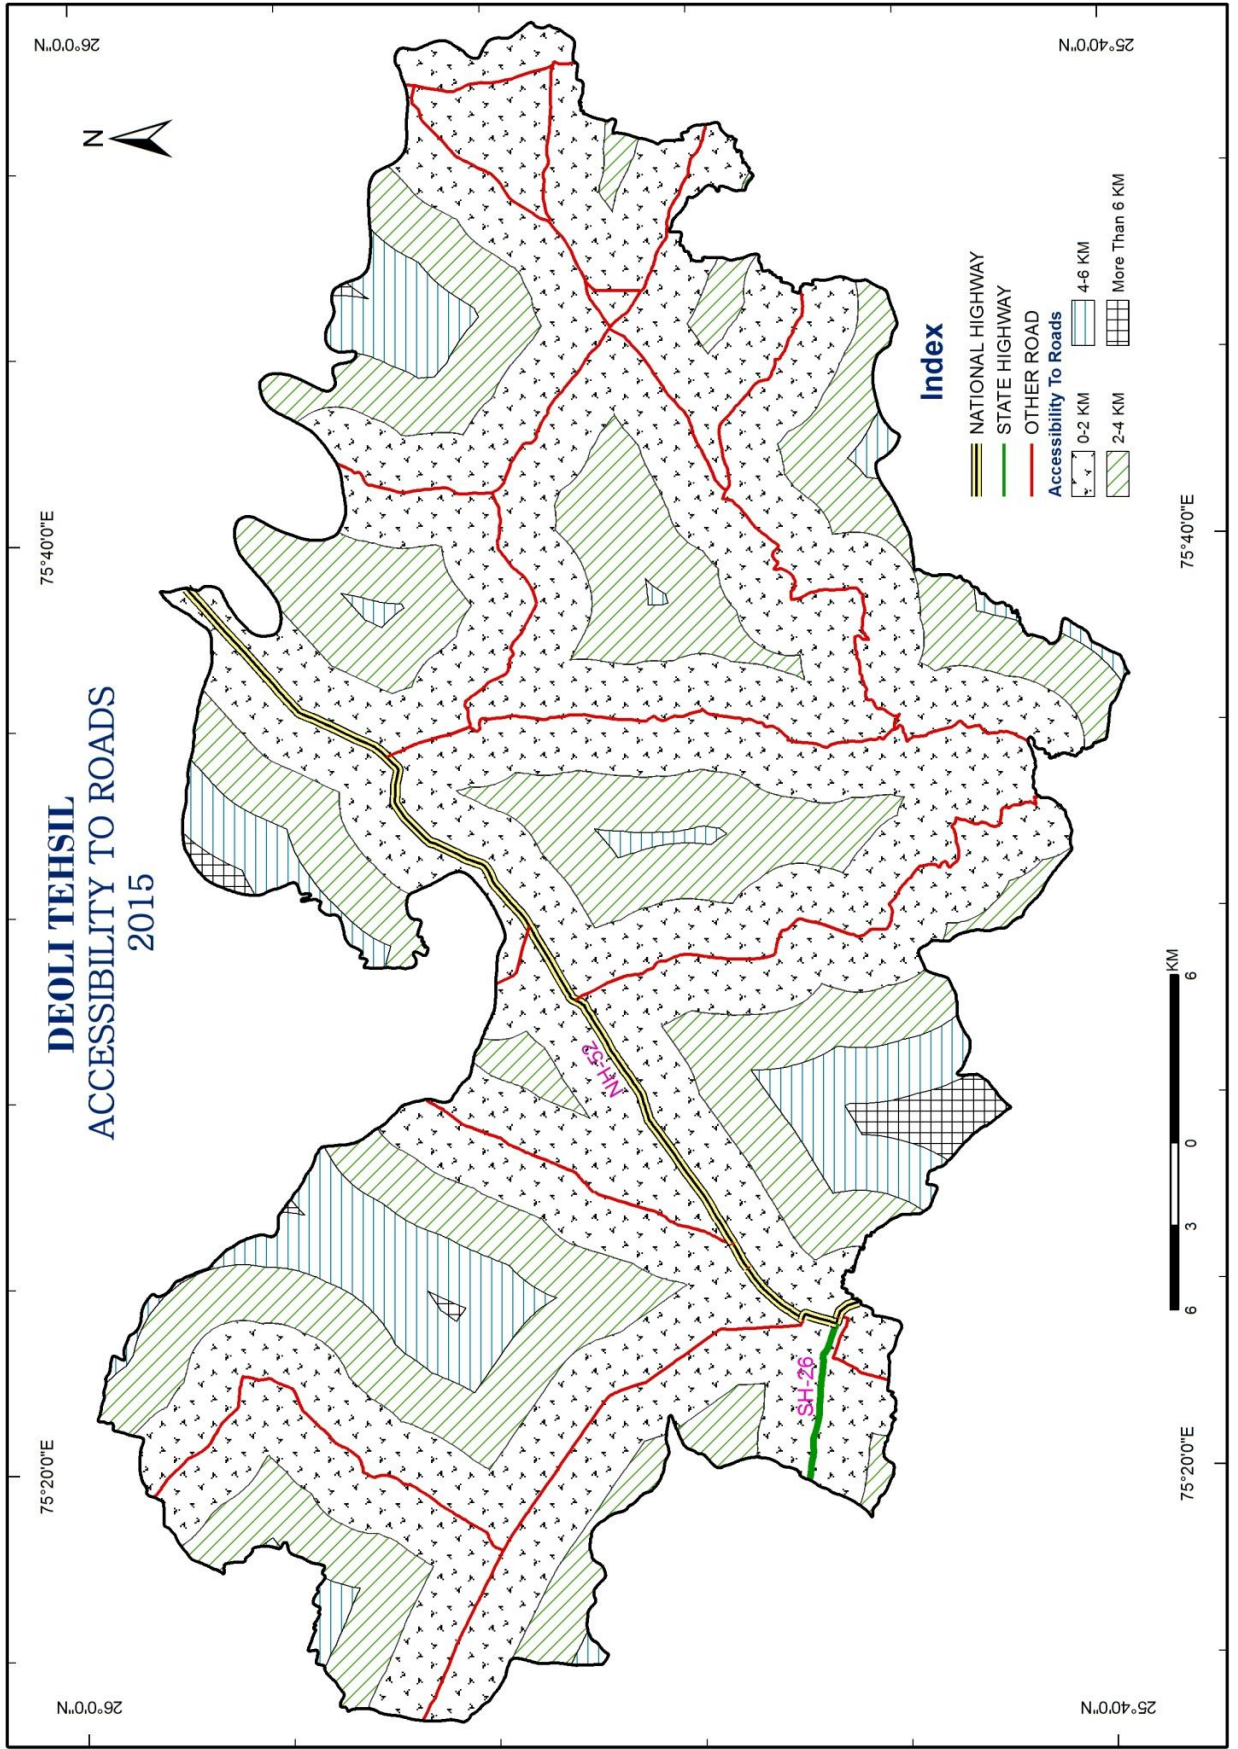 DEOLI TEHSIL
ACCESSIBILITY TO ROADS
2015
N
26°0'0"N
25°40'0"N
75°40'0"E
75°40'0"E
75°20'0"E
75°20'0"E
26°0'0"N
25°40'0"N
NH-52
SH-26
Index
NATIONAL HIGHWAY
STATE HIGHWAY
OTHER ROAD
Accessibility To Roads
0-2 KM
4-6 KM
2-4 KM
More Than 6 KM
6 3 0 6
KM